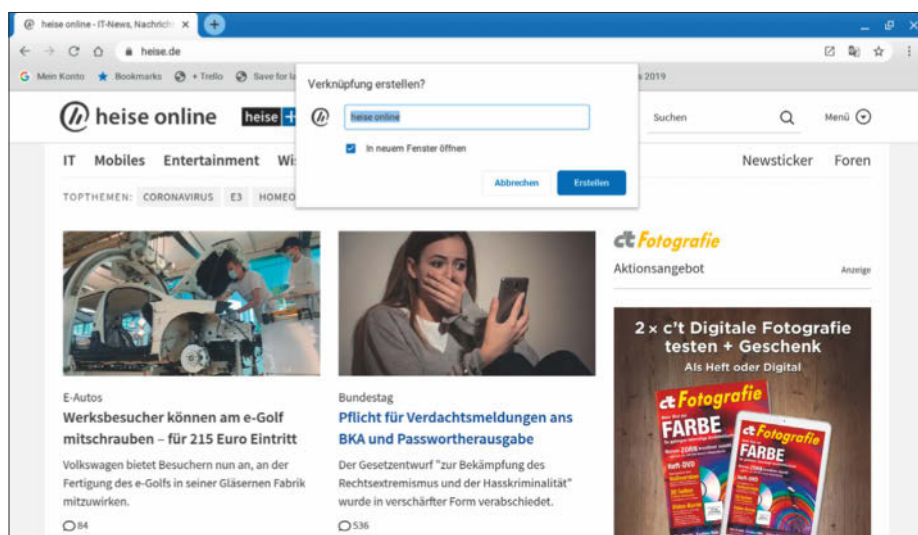 heise online - IT-News, Nachrich
heise.de
Mein Konto Bookmarks + Trello Save for la
s 2019
Verknüpfung erstellen?
heise online
In neuem Fenster öffnen
Abbrechen Erstellen
heise online heise +
Suchen Menü
IT Mobiles Entertainment Wi
Newsticker Foren
TOPTHEMEN: CORONAVIRUS E3 HOMEO
E-Autos
Werksbesucher können am e-Golf
mitschrauben – für 215 Euro Eintritt
Volkswagen bietet Besuchern nun an, an der
Fertigung des e-Golfs in seiner Gläsernen Fabrik
mitzuwirken.
84
Bundestag
Pflicht für Verdachtsmeldungen ans
BKA und Passwortherausgabe
Der Gesetzentwurf "zur Bekämpfung des
Rechtsextremismus und der Hasskriminalität"
wurde in verschärfter Form verabschiedet.
536
c't Fotografie
Aktionsangebot Anzeige
2 x c't Digitale Fotografie
testen + Geschenk
Als Heft oder Digital
c't Fotografie
FARBE
Heft-DVD
c't Fotografie
FARBE